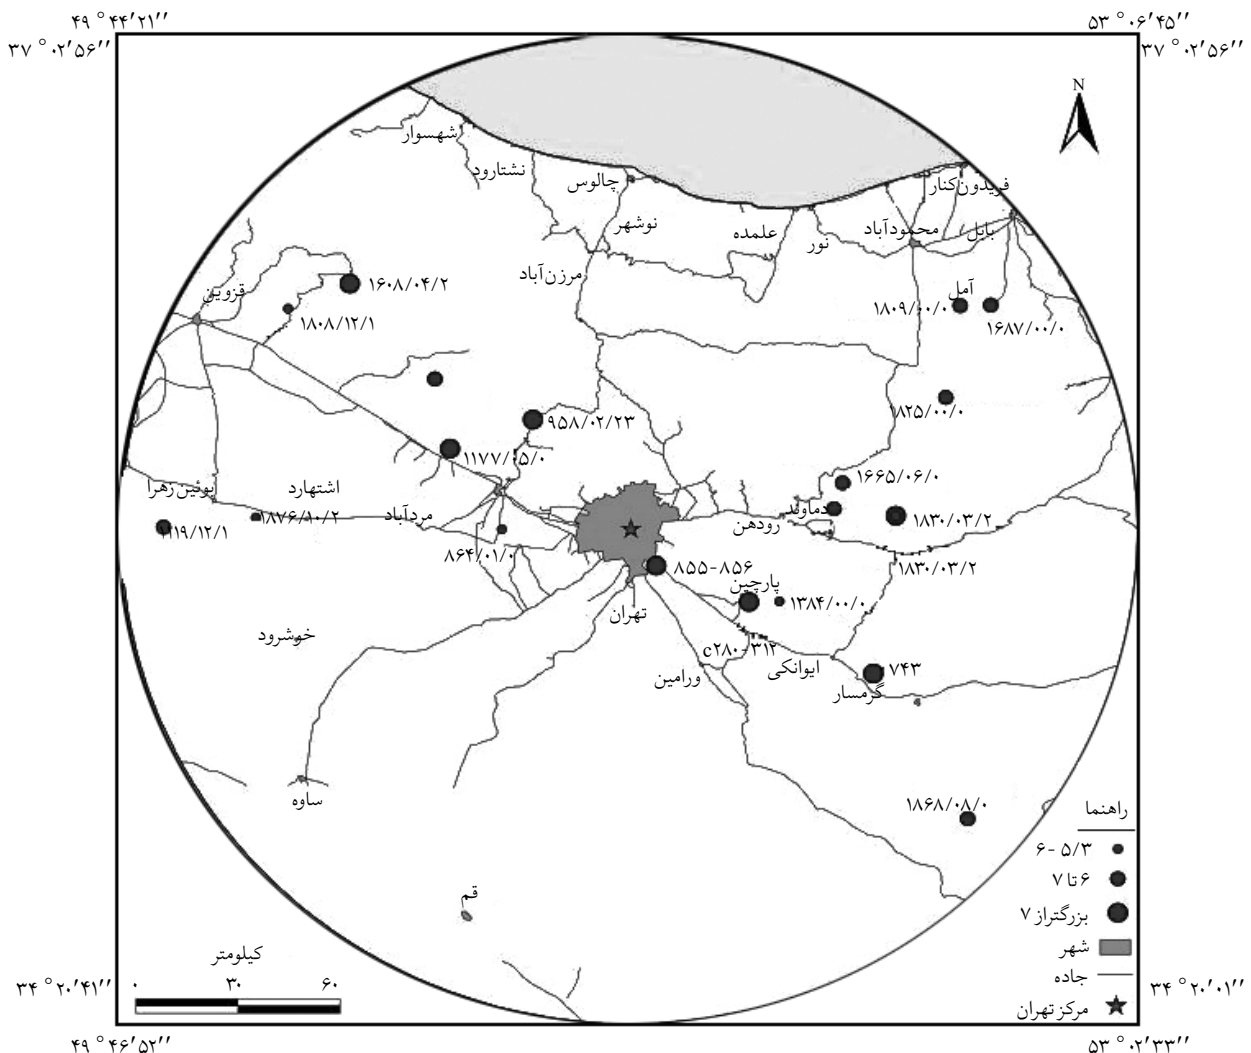 ۴۹ ° ۴۴′۲۱′′
۵۳ ° ۰۶′۴۵′′
۳۷ ° ۰۲′۵۶′′
۳۷ ° ۰۲′۵۶′′
N
شهسوار
نشتارود
چالوس
فریدون‌کنار
نوشهر
علمده
نور
محمودآباد
بابل
مرزن‌آباد
قزوین
۱۶۰۸/۰۴/۲
۱۸۰۸/۱۲/۱
آمل
۱۸۰۹/۰۰/۰
۱۶۸۷/۰۰/۰
۱۸۲۵/۰۰/۰
۹۵۸/۰۲/۲۳
۱۱۷۷/۰۵/۰
۱۶۶۵/۰۶/۰
بوئین‌زهرا
اشتهارد
مردآباد
دماوند
رودهن
۱۸۳۰/۰۳/۲
۱۱۱۹/۱۲/۱
۱۸۷۶/۱۰/۲
۸۶۴/۰۱/۰
۸۵۵-۸۵۶
۱۸۳۰/۰۳/۲
پارچین
۱۳۸۴/۰۰/۰
تهران
خوشرود
c۲۸۰-۳۱۲
ایوانکی
ورامین
۷۴۳
گرمسار
ساوه
۱۸۶۸/۰۸/۰
قم
راهنما
۶ - ۵/۳
۶ تا ۷
بزرگتراز ۷
شهر
جاده
مرکز تهران
کیلومتر
۰ ۳۰ ۶۰
۳۴ ° ۲۰′۴۱′′
۳۴ ° ۲۰′۰۱′′
۴۹ ° ۴۶′۵۲′′
۵۳ ° ۰۲′۳۳′′